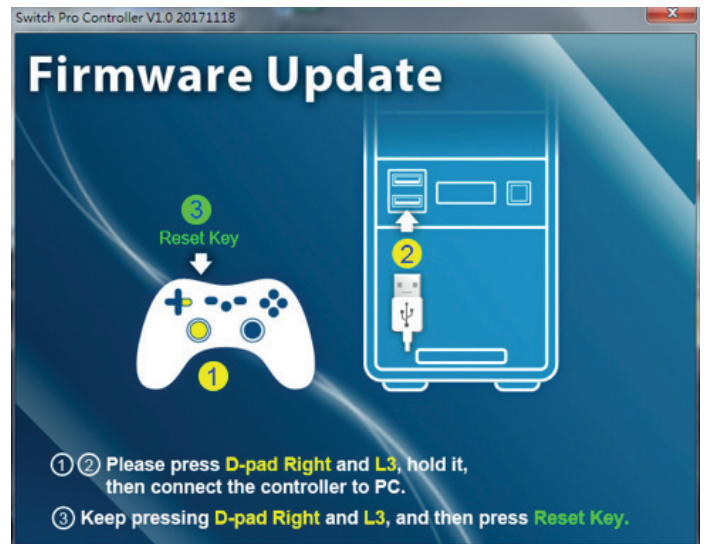 Switch Pro Controller V1.0 20171118
Firmware Update
3
Reset Key
2
1
1 2 Please press D-pad Right and L3, hold it,
then connect the controller to PC.
3 Keep pressing D-pad Right and L3, and then press Reset Key.